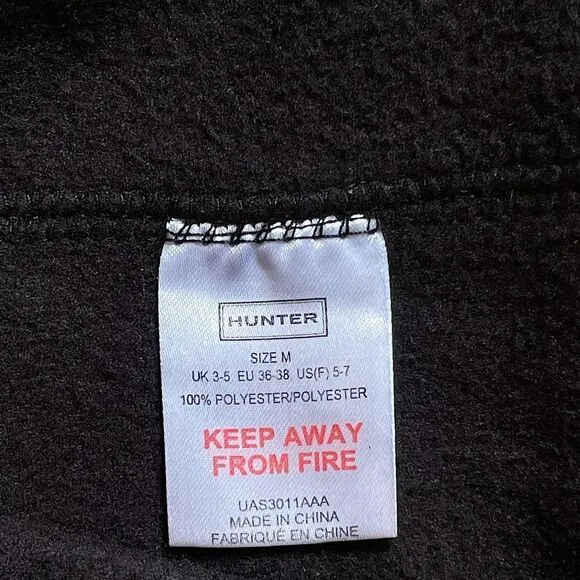 HUNTER
SIZE M
UK 3-5 EU 36-38 US(F) 5-7
100% POLYESTER/POLYESTER
KEEP AWAY
FROM FIRE
UAS3011AAA
MADE IN CHINA
FABRIQUÉ EN CHINE